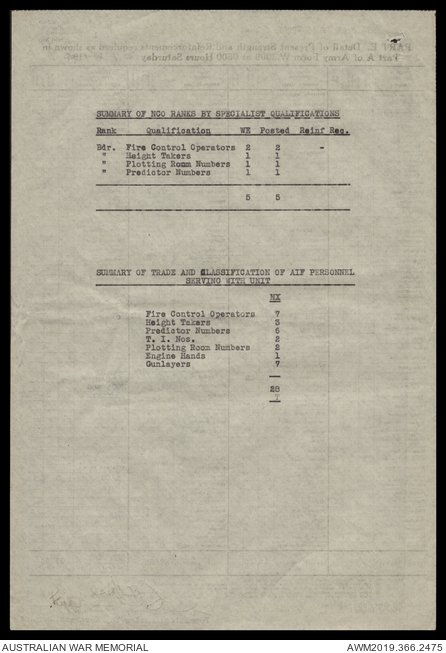 SUMMARY OF NCO RANKS BY SPECIALIST QUALIFICATIONS
Rank Qualification WE Posted Reinf Req.
Bdr. Fire Control Operators 2 2 -
" Height Takers 1 1
" Plotting Room Numbers 1 1
" Predictor Numbers 1 1
5 5
SUMMARY OF TRADE AND CLASSIFICATION OF AIF PERSONNEL
SERVING WITH UNIT
NX
Fire Control Operators 7
Height Takers 3
Predictor Numbers 6
T. I. Nos. 2
Plotting Room Numbers 2
Engine Hands 1
Gunlayers 7
28
AUSTRALIAN WAR MEMORIAL AWM2019.366.2475